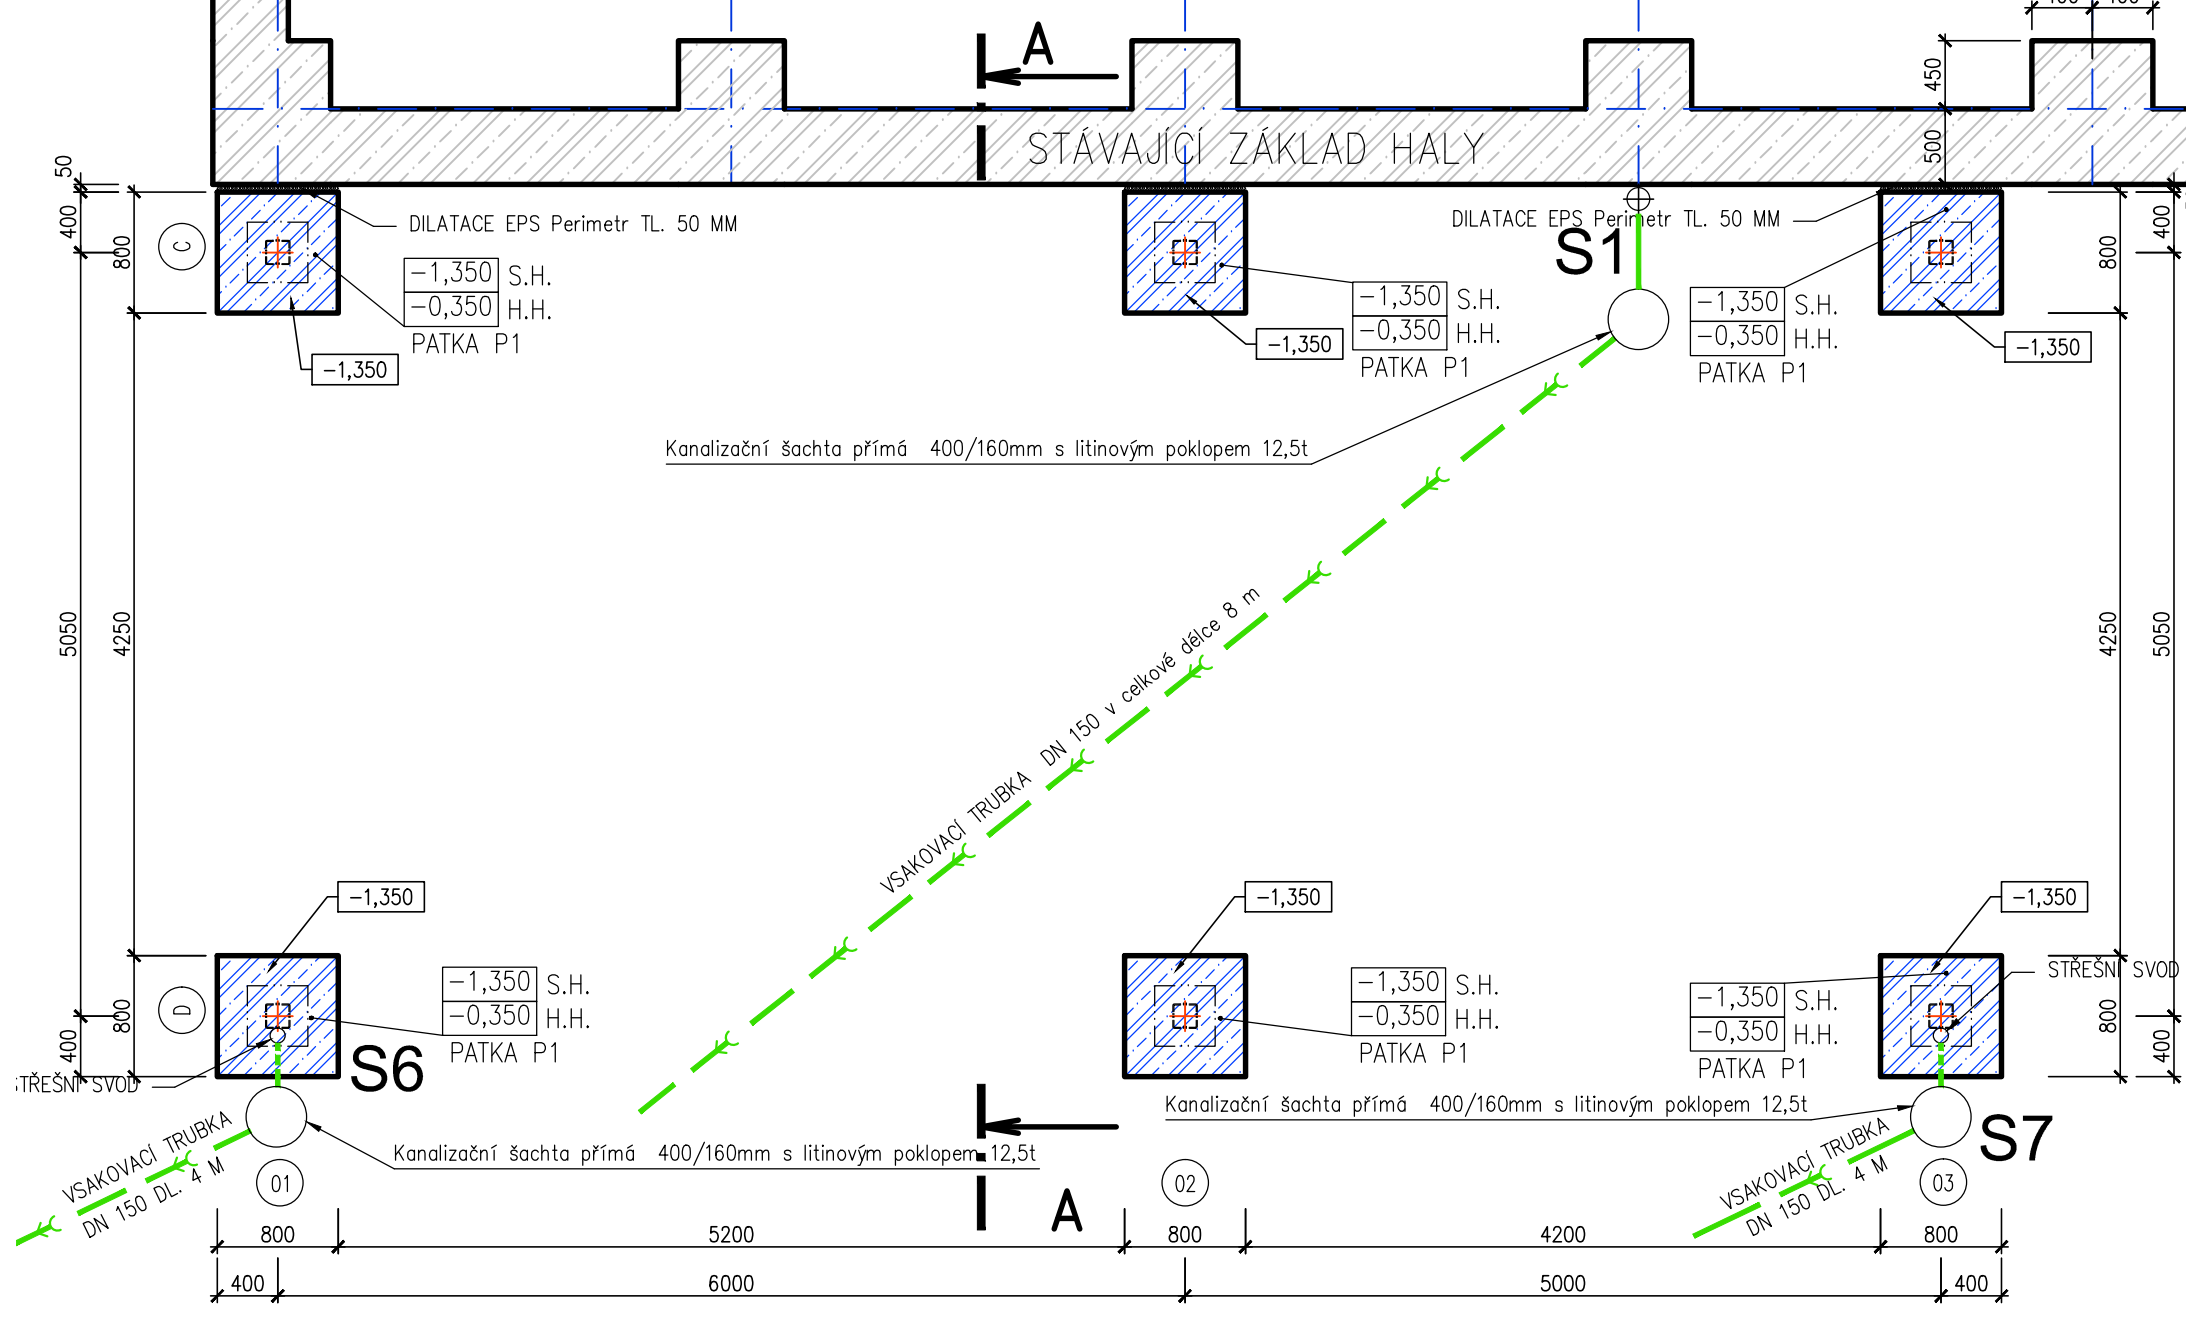 A
450
STÁVAJÍCÍ ZÁKLAD HALY
500
50
400
800
C
DILATACE EPS Perimetr TL. 50 MM
-1,350 S.H.
-0,350 H.H.
PATKA P1
-1,350
-1,350 S.H.
-0,350 H.H.
PATKA P1
-1,350
DILATACE EPS Perimetr TL. 50 MM
S1
-1,350 S.H.
-0,350 H.H.
PATKA P1
-1,350
800
400
Kanalizační šachta přímá 400/160mm s litinovým poklopem 12,5t
5050
4250
VSAKOVACÍ TRUBKA DN 150 v celkové délce 8 m
4250
5050
-1,350
-1,350
-1,350
D
800
400
-1,350 S.H.
-0,350 H.H.
PATKA P1
S6
-1,350 S.H.
-0,350 H.H.
PATKA P1
-1,350 S.H.
-0,350 H.H.
PATKA P1
STŘEŠNÍ SVOD
800
400
TŘEŠNÍ SVOD
VSAKOVACÍ TRUBKA
DN 150 DL. 4 M
Kanalizační šachta přímá 400/160mm s litinovým poklopem 12,5t
Kanalizační šachta přímá 400/160mm s litinovým poklopem 12,5t
S7
VSAKOVACÍ TRUBKA
DN 150 DL. 4 M
01
02
03
A
800 5200 800 4200 800
400 6000 5000 400